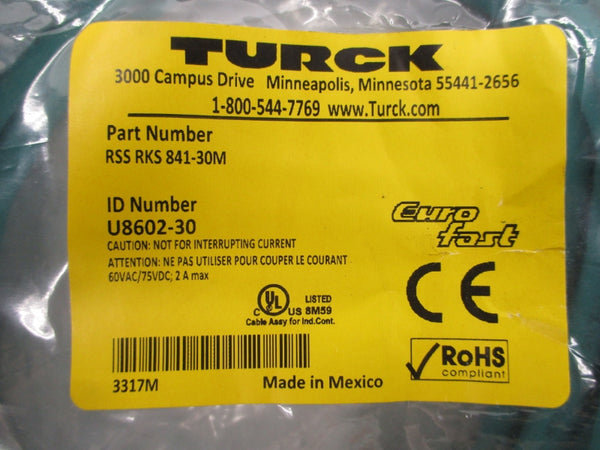 TURCK
3000 Campus Drive Minneapolis, Minnesota 55441-2656
1-800-544-7769 www.Turck.com
Part Number
RSS RKS 841-30M
ID Number
U8602-30
CAUTION: NOT FOR INTERRUPTING CURRENT
ATTENTION: NE PAS UTILISER POUR COUPER LE COURANT
60VAC/75VDC; 2 A max
Euro fast
CE
C UL US LISTED 8M59
Cable Assy for Ind.Cont.
RoHS
compliant
3317M
Made in Mexico